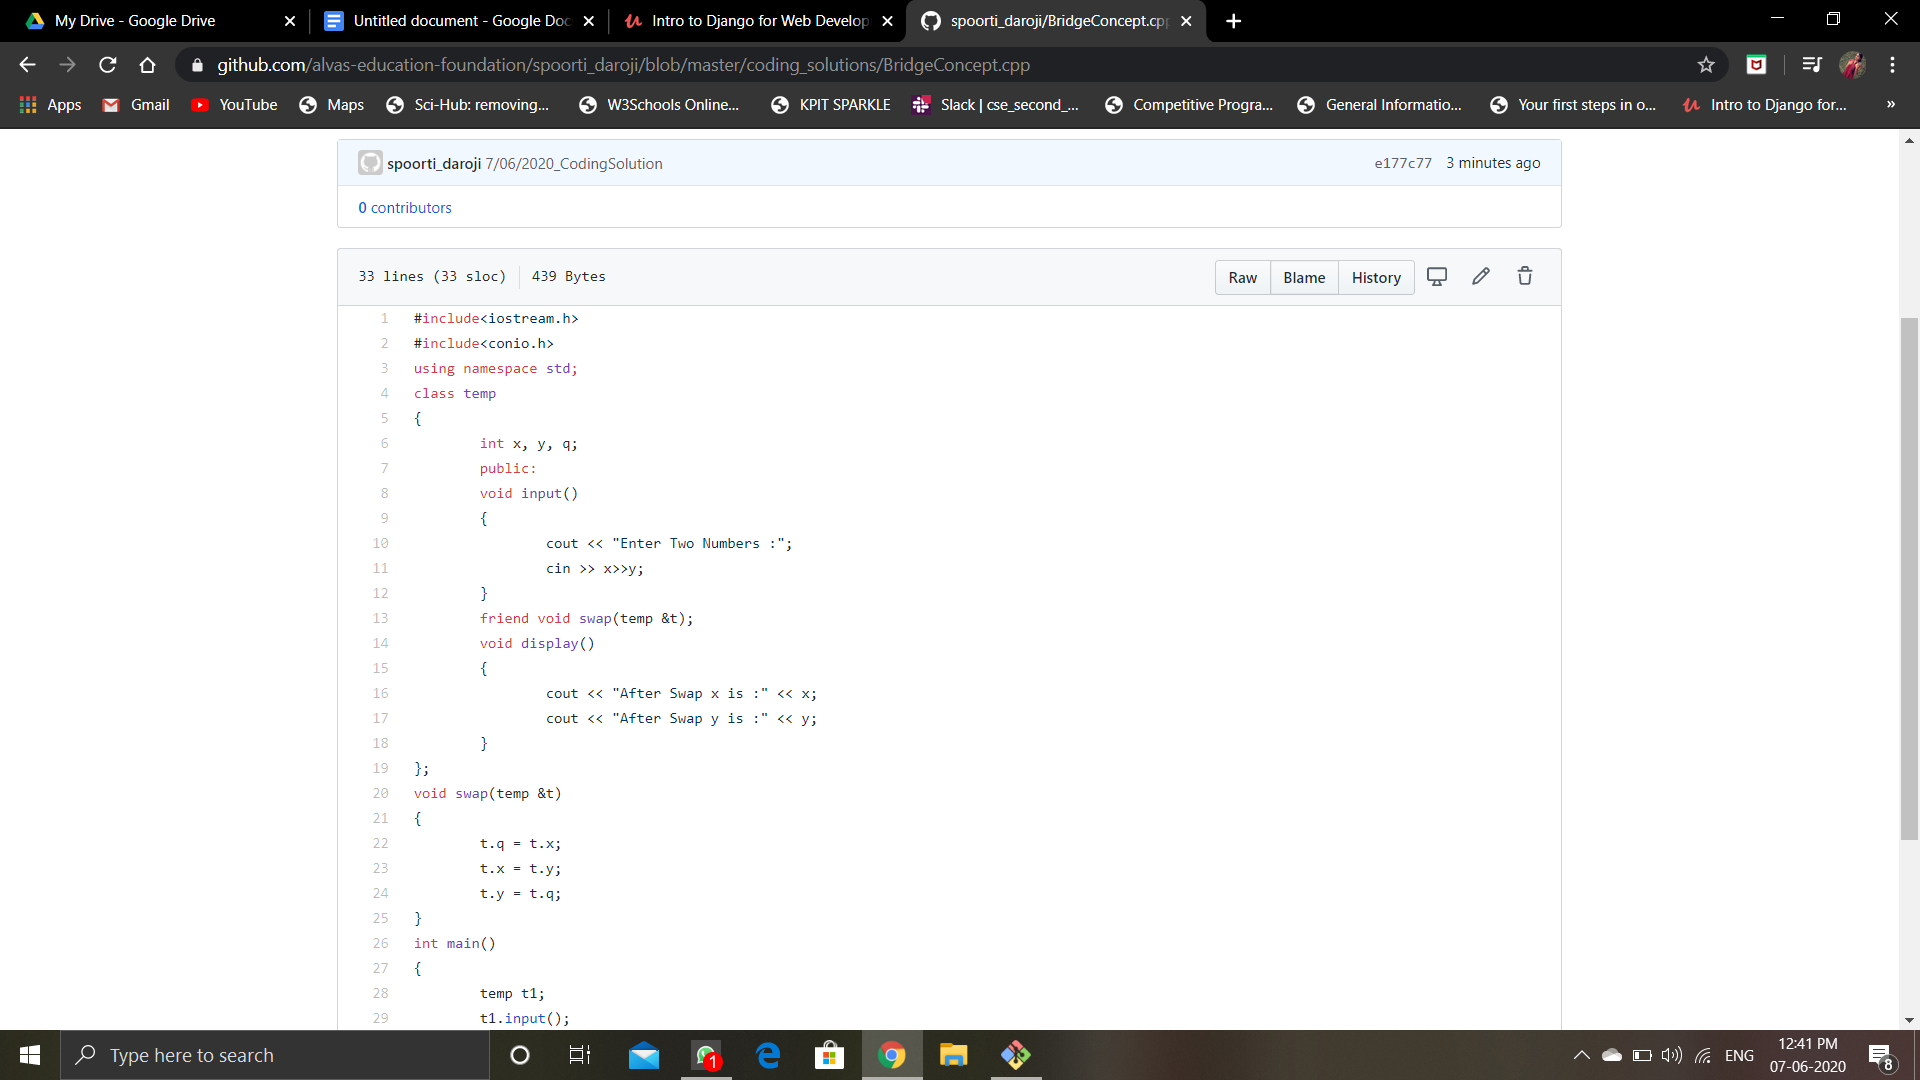 My Drive - Google Drive
Untitled document - Google Doc
Intro to Django for Web Develop
spoorti_daroji/BridgeConcept.cpp
github.com/alvas-education-foundation/spoorti_daroji/blob/master/coding_solutions/BridgeConcept.cpp
Apps Gmail YouTube Maps Sci-Hub: removing... W3Schools Online... KPIT SPARKLE Slack | cse_second_... Competitive Progra... General Informatio... Your first steps in o... Intro to Django for... »
spoorti_daroji 7/06/2020_CodingSolution e177c77 3 minutes ago
0 contributors
33 lines (33 sloc) 439 Bytes Raw Blame History
1 #include<iostream.h>
2 #include<conio.h>
3 using namespace std;
4 class temp
5 {
6 int x, y, q;
7 public:
8 void input()
9 {
10 cout << "Enter Two Numbers :";
11 cin >> x>>y;
12 }
13 friend void swap(temp &t);
14 void display()
15 {
16 cout << "After Swap x is :" << x;
17 cout << "After Swap y is :" << y;
18 }
19 };
20 void swap(temp &t)
21 {
22 t.q = t.x;
23 t.x = t.y;
24 t.y = t.q;
25 }
26 int main()
27 {
28 temp t1;
29 t1.input();
Type here to search
1
ENG
12:41 PM
07-06-2020
8